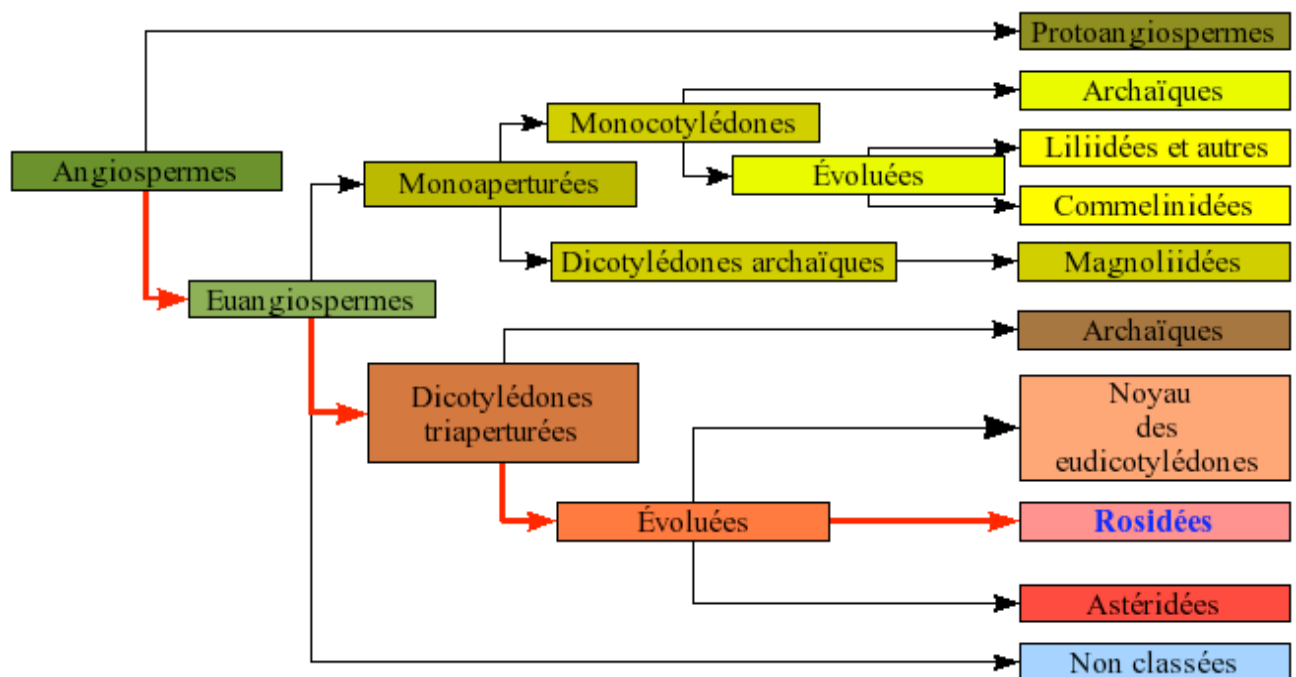 Protoangiospermes
Archaïques
Monocotylédones
Liliidées et autres
Angiospermes
Évoluées
Monoaperturées
Commelinidées
Dicotylédones archaïques
Magnoliidées
Euangiospermes
Archaïques
Dicotylédones
triaperturées
Noyau
des
eudicotylédones
Évoluées
Rosidées
Astéridées
Non classées